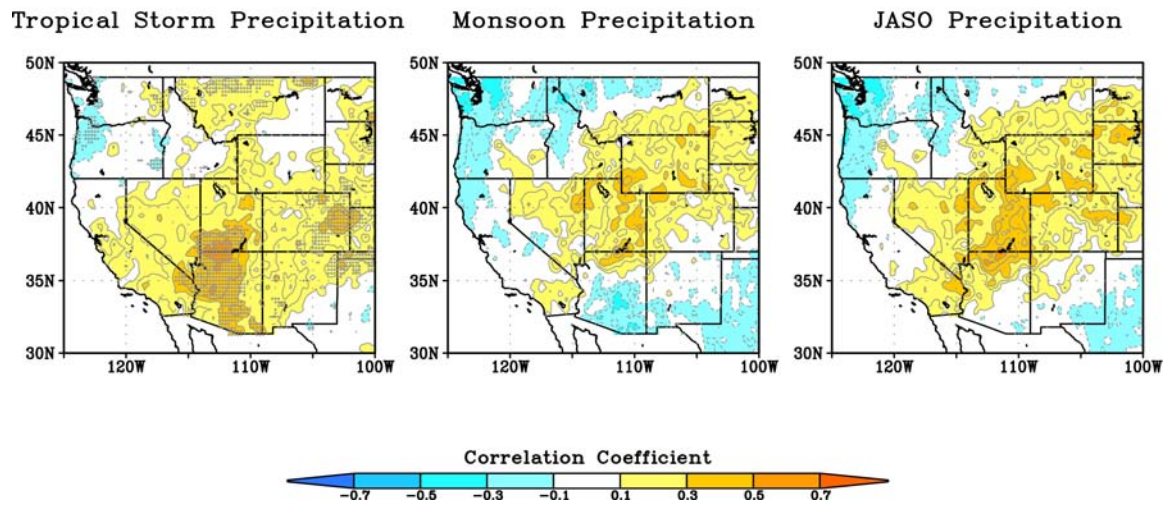 Tropical Storm Precipitation
Monsoon Precipitation
JASO Precipitation
50N
45N
40N
35N
30N
120W
110W
100W
50N
45N
40N
35N
30N
120W
110W
100W
50N
45N
40N
35N
30N
120W
110W
100W
Correlation Coefficient
−0.7 −0.5 −0.3 −0.1 0.1 0.3 0.5 0.7